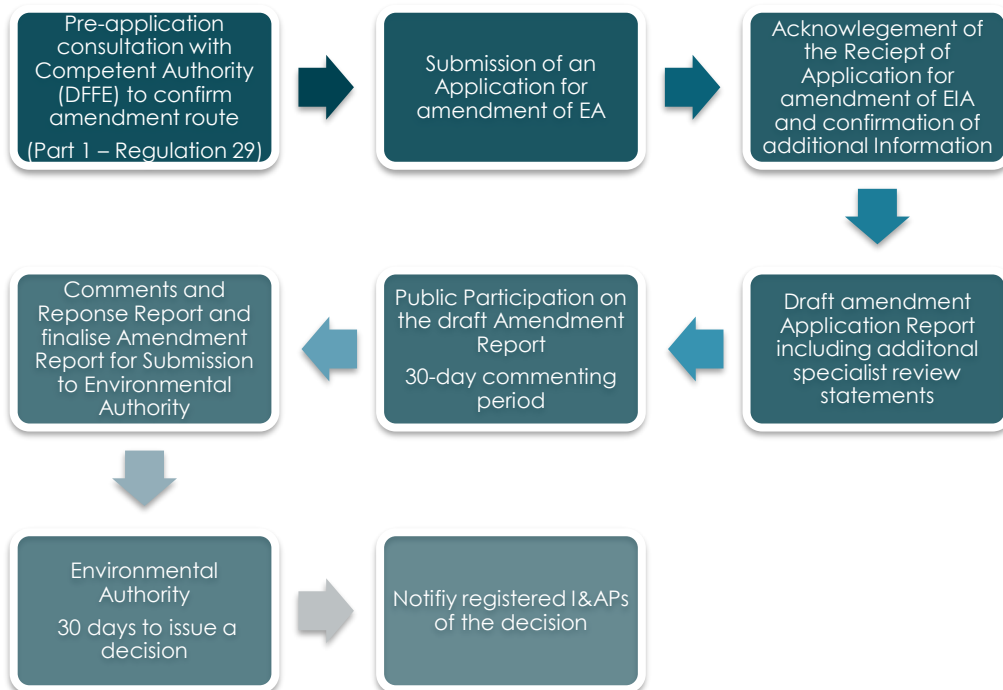 Pre-application
consultation with
Competent Authority
(DFFE) to confirm
amendment route
(Part 1 – Regulation 29)
Submission of an
Application for
amendment of EA
Acknowlegement of
the Reciept of
Application for
amendment of EIA
and confirmation of
additional Information
Draft amendment
Application Report
including additonal
specialist review
statements
Public Participation on
the draft Amendment
Report
30-day commenting
period
Comments and
Reponse Report and
finalise Amendment
Report for Submission
to Environmental
Authority
Environmental
Authority
30 days to issue a
decision
Notifiy registered I&APs
of the decision